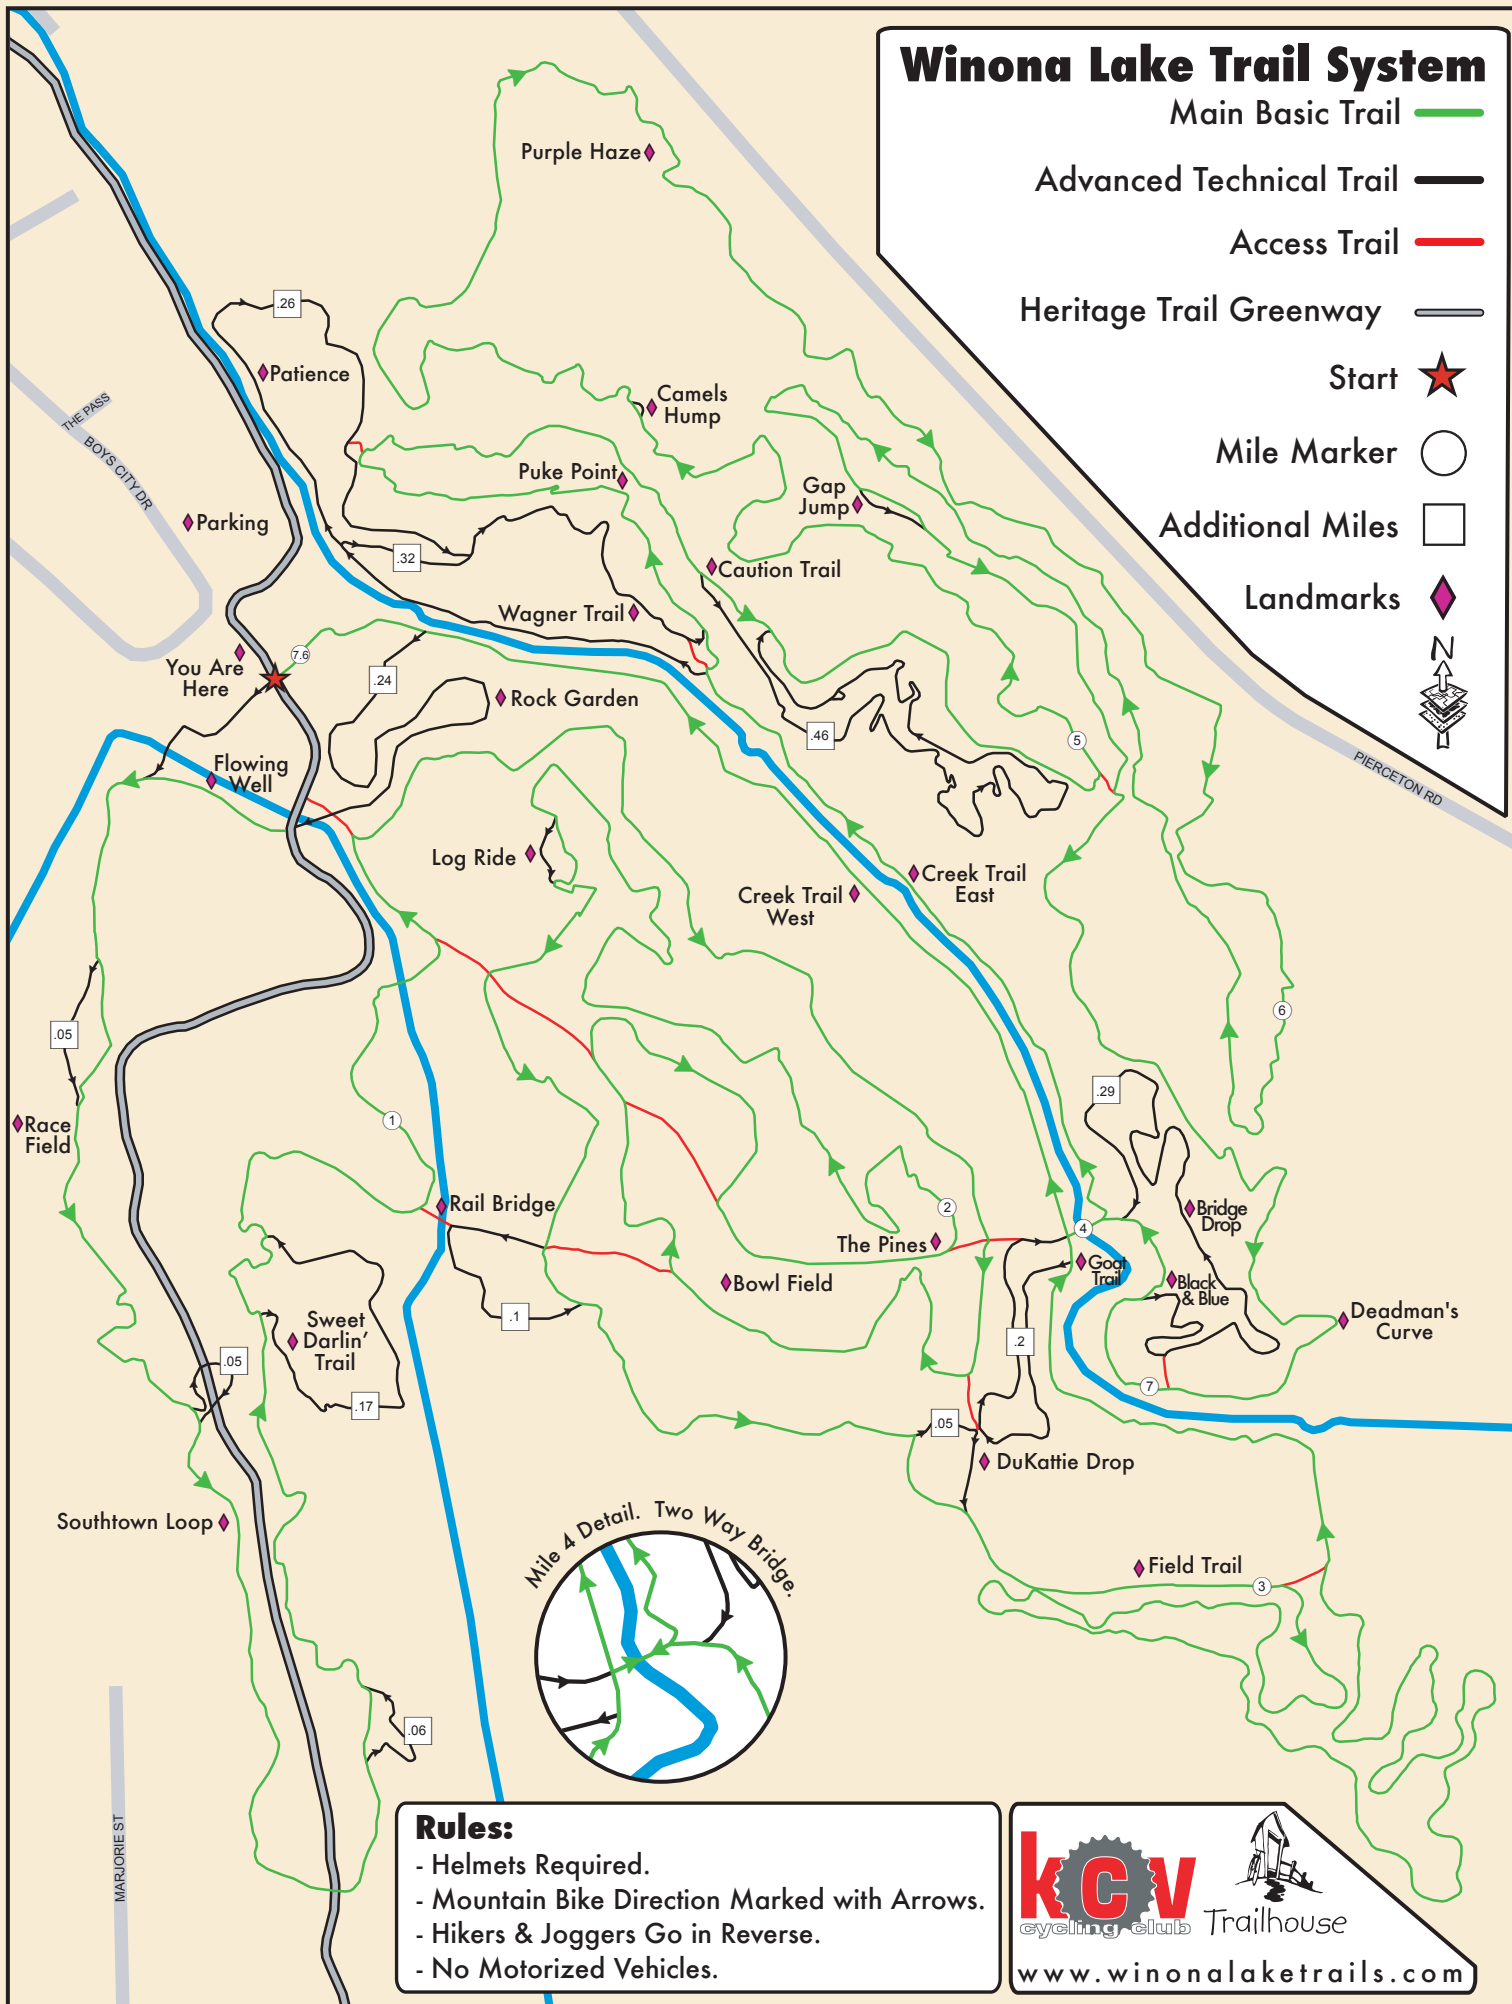 Winona Lake Trail System
Main Basic Trail
Advanced Technical Trail
Access Trail
Heritage Trail Greenway
Start
Mile Marker
Additional Miles
Landmarks
N
PIERCETON RD
Purple Haze
.26
Patience
THE PASS
BOYS CITY DR
Camels
Hump
Puke Point
Gap
Jump
Parking
.32
Caution Trail
Wagner Trail
You Are
Here
7.6
.24
Rock Garden
.46
5
Flowing
Well
Log Ride
Creek Trail
East
Creek Trail
West
.05
6
Race
Field
1
.29
Rail Bridge
2
The Pines
4
Bridge
Drop
Goat
Trail
Black
& Blue
Bowl Field
Deadman's
Curve
Sweet
Darlin'
Trail
.1
.2
.05
.17
7
.05
DuKattie Drop
Southtown Loop
Mile 4 Detail. Two Way Bridge.
Field Trail
3
.06
MARJORIE ST
Rules:
- Helmets Required.
- Mountain Bike Direction Marked with Arrows.
- Hikers & Joggers Go in Reverse.
- No Motorized Vehicles.
kcv
cycling club
Trailhouse
www.winonalaketrails.com